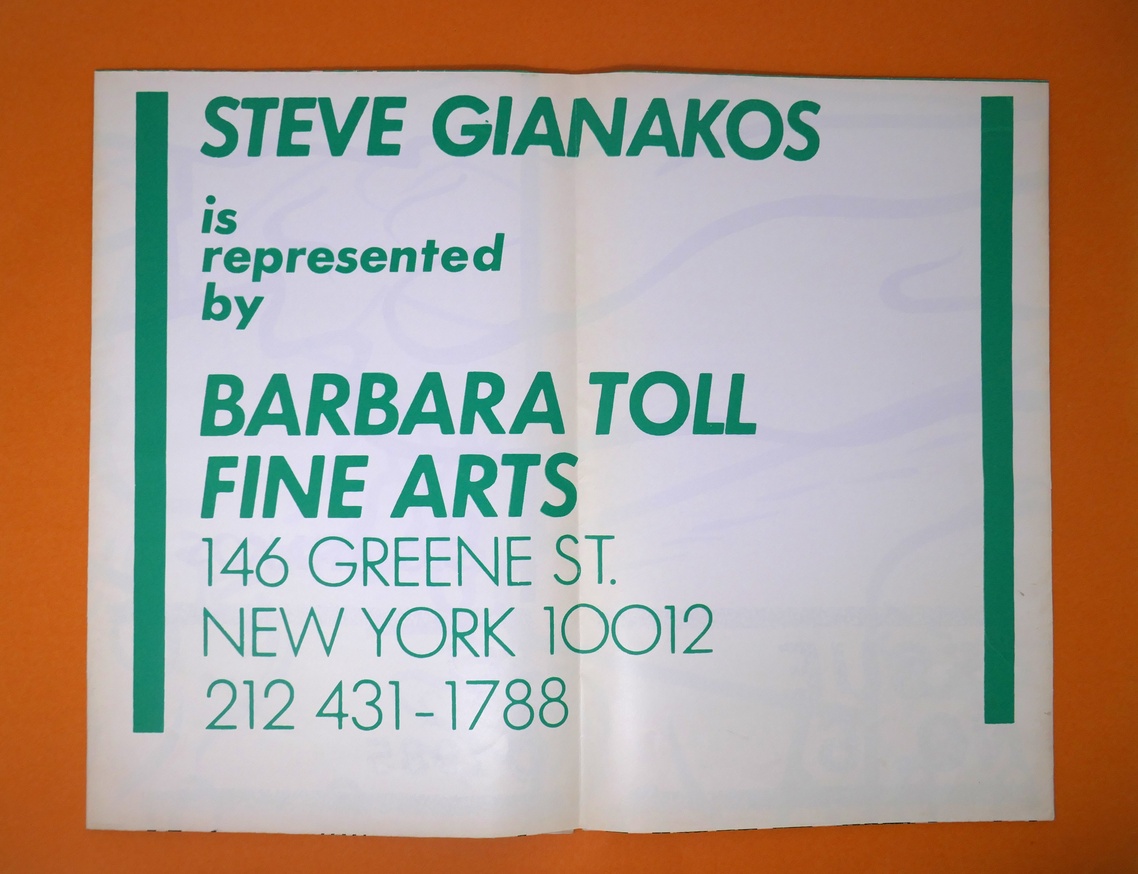 STEVE GIANAKOS
is
represented
by
BARBARA TOLL
FINE ARTS
146 GREENE ST.
NEW YORK 10012
212 431-1788